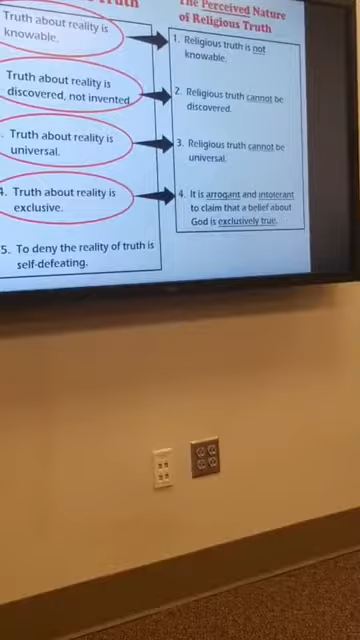 Truth
Truth about reality is
knowable.
Truth about reality is
discovered, not invented
Truth about reality is
universal.
4. Truth about reality is
exclusive.
5. To deny the reality of truth is
self-defeating.
The Perceived Nature
of Religious Truth
1. Religious truth is not
knowable.
2. Religious truth cannot be
discovered.
3. Religious truth cannot be
universal.
4. It is arrogant and intolerant
to claim that a belief about
God is exclusively true.